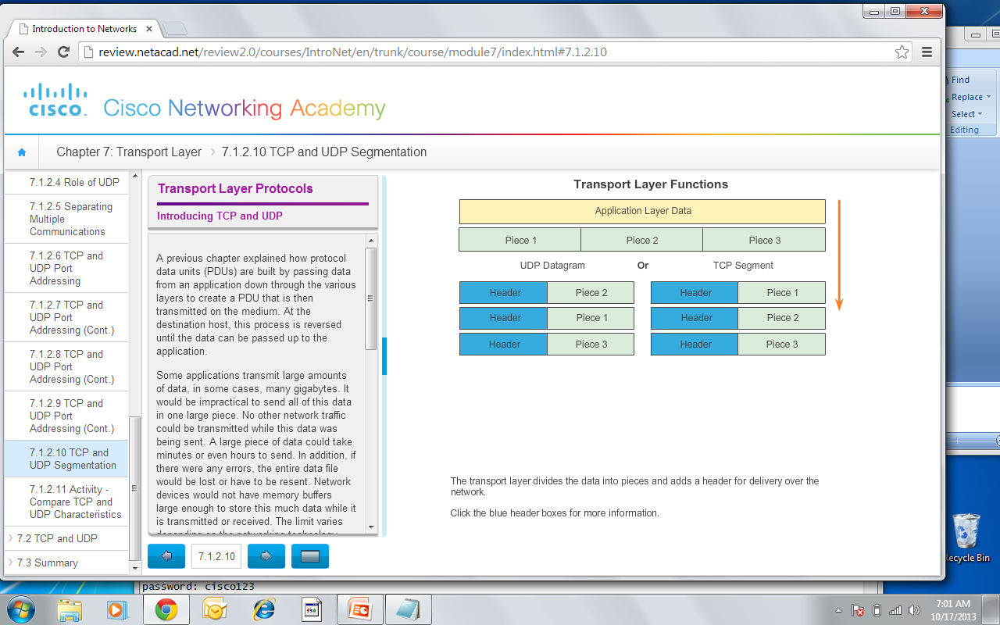 Introduction to Networks
review.netacad.net/review2.0/courses/IntroNet/en/trunk/course/module7/index.html#7.1.2.10
CISCO Cisco Networking Academy
Chapter 7: Transport Layer 7.1.2.10 TCP and UDP Segmentation
7.1.2.4 Role of UDP
7.1.2.5 Separating
Multiple
Communications
7.1.2.6 TCP and
UDP Port
Addressing
7.1.2.7 TCP and
UDP Port
Addressing (Cont.)
7.1.2.8 TCP and
UDP Port
Addressing (Cont.)
7.1.2.9 TCP and
UDP Port
Addressing (Cont.)
7.1.2.10 TCP and
UDP Segmentation
7.1.2.11 Activity -
Compare TCP and
UDP Characteristics
7.2 TCP and UDP
7.3 Summary
Transport Layer Protocols
Introducing TCP and UDP
A previous chapter explained how protocol
data units (PDUs) are built by passing data
from an application down through the various
layers to create a PDU that is then
transmitted on the medium. At the
destination host, this process is reversed
until the data can be passed up to the
application.
Some applications transmit large amounts
of data, in some cases, many gigabytes. It
would be impractical to send all of this data
in one large piece. No other network traffic
could be transmitted while this data was
being sent. A large piece of data could take
minutes or even hours to send. In addition, if
there were any errors, the entire data file
would be lost or have to be resent. Network
devices would not have memory buffers
large enough to store this much data while it
is transmitted or received. The limit varies
depending on the networking technology
7.1.2.10
Transport Layer Functions
Application Layer Data
Piece 1 Piece 2 Piece 3
UDP Datagram Or TCP Segment
Header Piece 2 Header Piece 1
Header Piece 1 Header Piece 2
Header Piece 3 Header Piece 3
The transport layer divides the data into pieces and adds a header for delivery over the
network.
Click the blue header boxes for more information.
Find
Replace
Select
Editing
Recycle Bin
password: cisco123
7:01 AM
10/17/2013